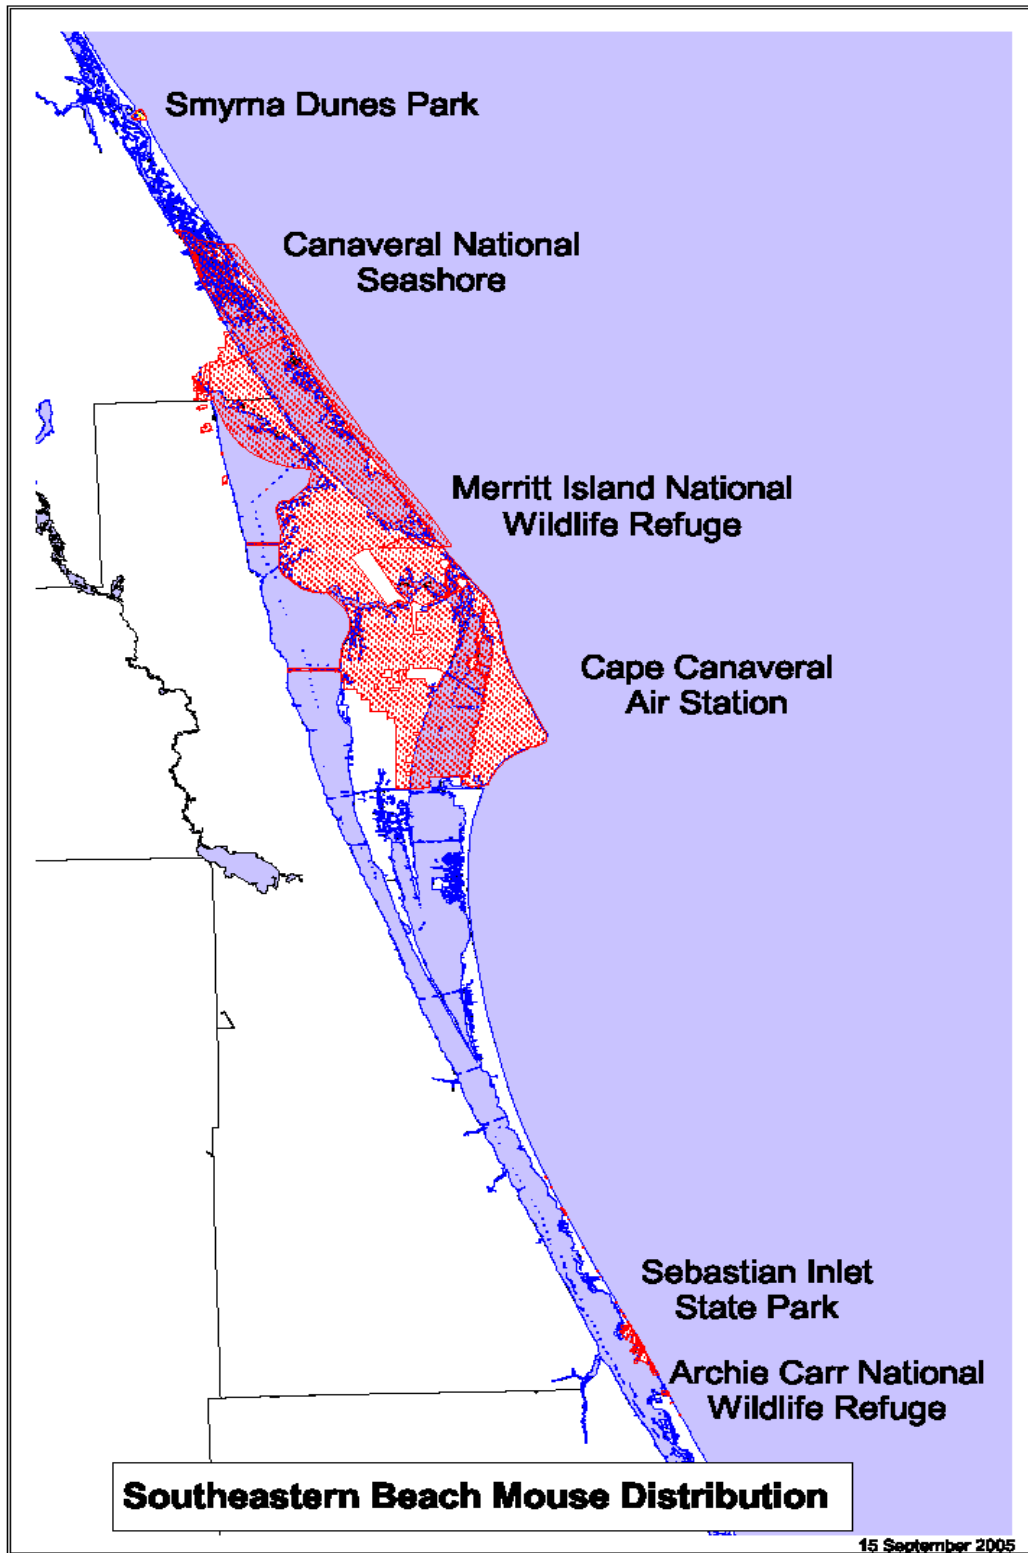 Smyrna Dunes Park
Canaveral National
Seashore
Merritt Island National
Wildlife Refuge
Cape Canaveral
Air Station
Sebastian Inlet
State Park
Archie Carr National
Wildlife Refuge
Southeastern Beach Mouse Distribution
15 September 2005